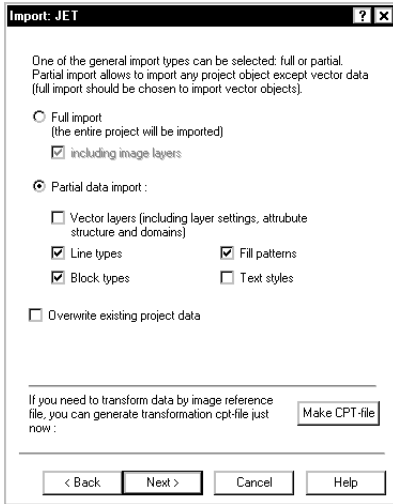 Import: JET
One of the general import types can be selected: full or partial.
Partial import allows to import any project object except vector data
(full import should be chosen to import vector objects).
Full import
(the entire project will be imported)
including image layers
Partial data import :
Vector layers (including layer settings, attrubute
structure and domains)
Line types
Fill patterns
Block types
Text styles
Overwrite existing project data
If you need to transform data by image reference
file, you can generate transformation cpt-file just
now :
Make CPT-file
< Back
Next >
Cancel
Help